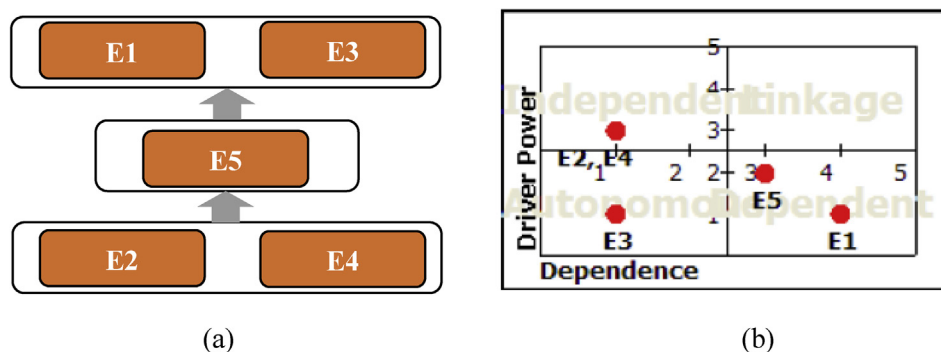 E1 E3
E5
E2 E4
(a)
5
4
Independent Linkage
3
E2, E4
1 2 2 3 4 5
E5
Autonomous Dependent
1
E3 E1
Driver Power
Dependence
(b)